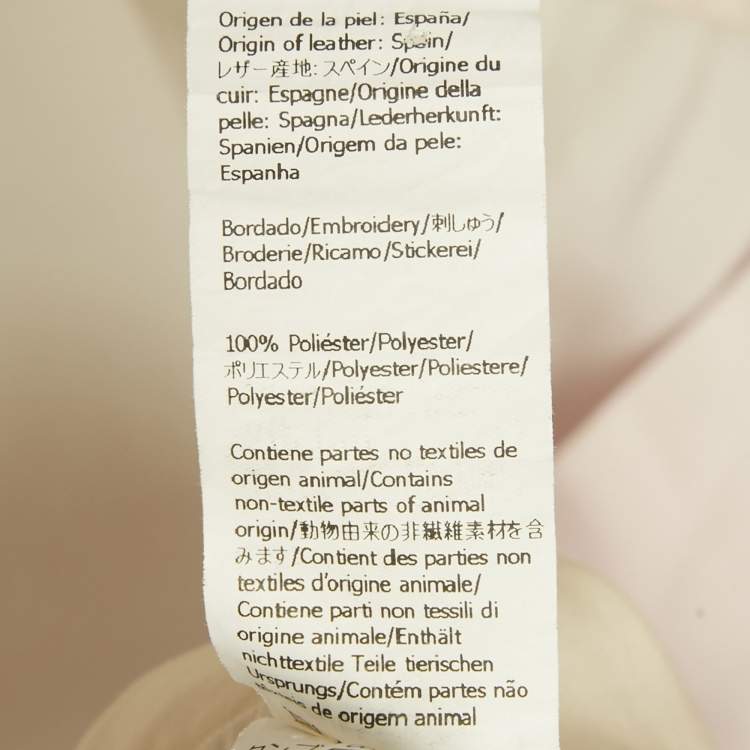 Origen de la piel: España/
Origin of leather: Spain/
レザー産地: スペイン/Origine du
cuir: Espagne/Origine della
pelle: Spagna/Lederherkunft:
Spanien/Origem da pele:
Espanha
Bordado/Embroidery/刺しゅう/
Broderie/Ricamo/Stickerei/
Bordado
100% Poliéster/Polyester/
ポリエステル/Polyester/Poliestere/
Polyester/Poliéster
Contiene partes no textiles de
origen animal/Contains
non-textile parts of animal
origin/動物由来の非繊維素材を含
みます/Contient des parties non
textiles d'origine animale/
Contiene parti non tessili di
origine animale/Enthält
nichttextile Teile tierischen
Ursprungs/Contém partes não
de origem animal